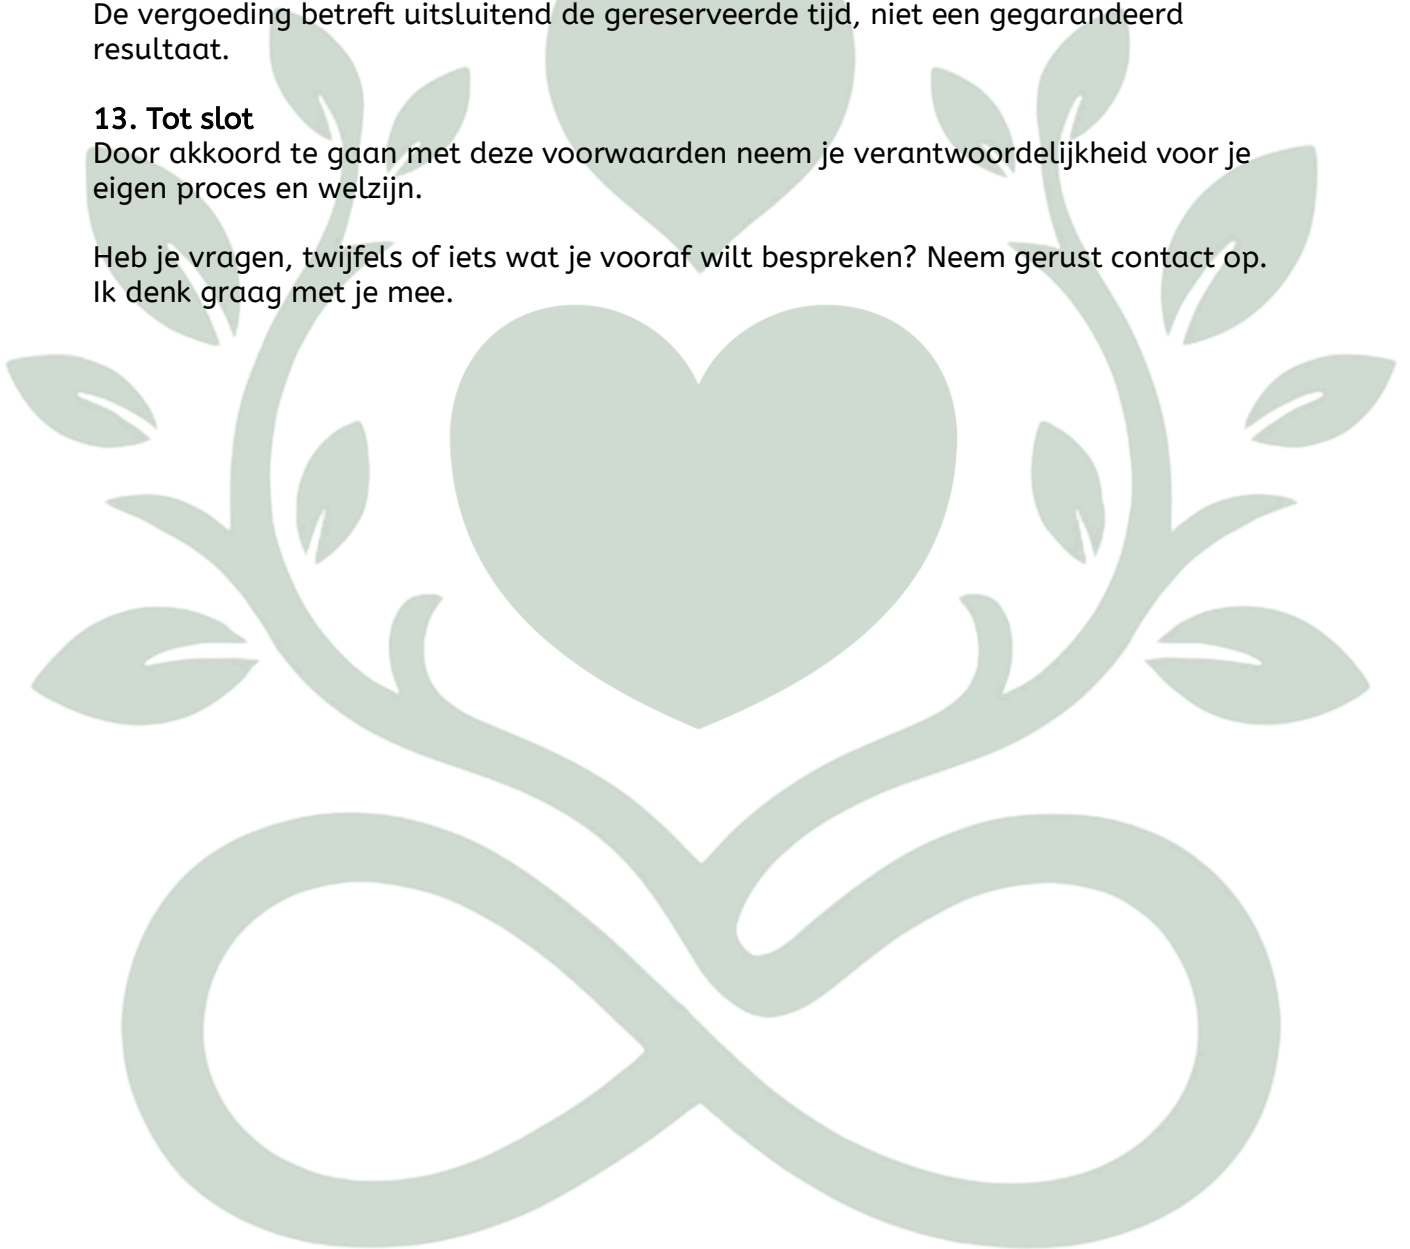 De vergoeding betreft uitsluitend de gereserveerde tijd, niet een gegarandeerd
resultaat.
13. Tot slot
Door akkoord te gaan met deze voorwaarden neem je verantwoordelijkheid voor je
eigen proces en welzijn.
Heb je vragen, twijfels of iets wat je vooraf wilt bespreken? Neem gerust contact op.
Ik denk graag met je mee.